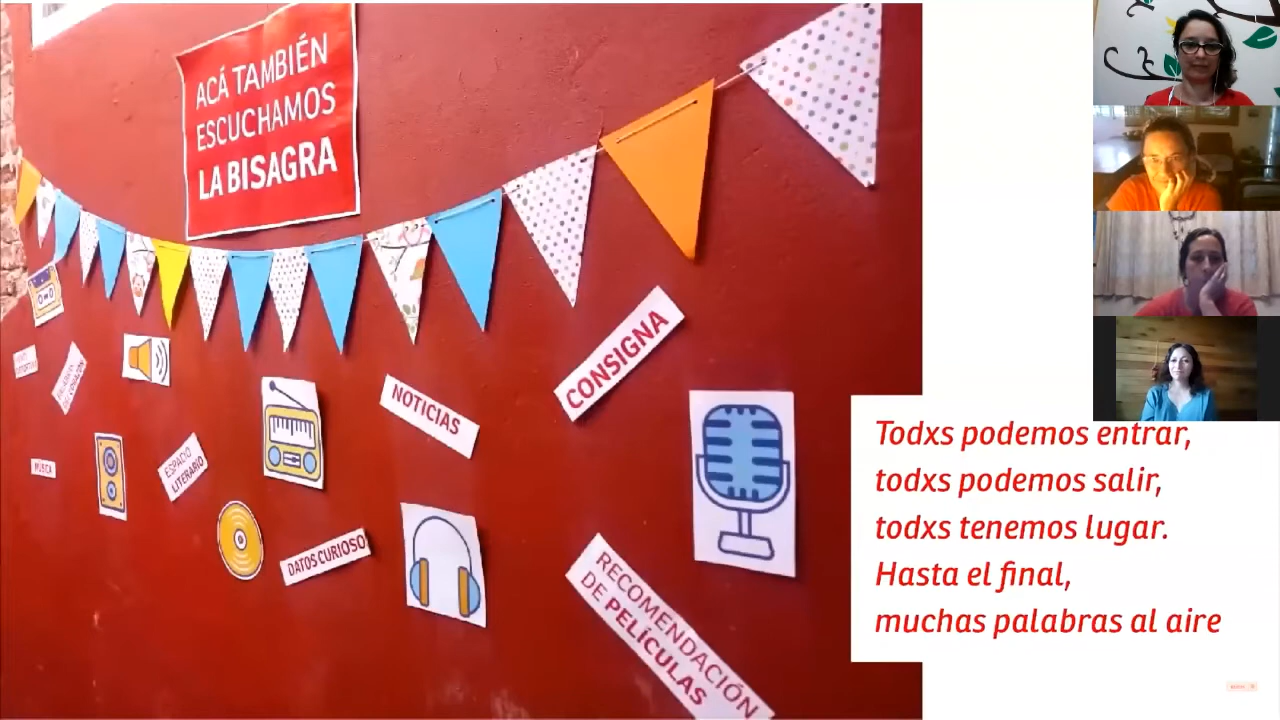 ACÁ TAMBIÉN
ESCUCHAMOS
LA BISAGRA
CONSIGNA
NOTICIAS
MÚSICA
ESPACIO
LITERARIO
DATOS CURIOSO
RECOMENDACIÓN
DE PELÍCULAS
Todxs podemos entrar,
todxs podemos salir,
todxs tenemos lugar.
Hasta el final,
muchas palabras al aire